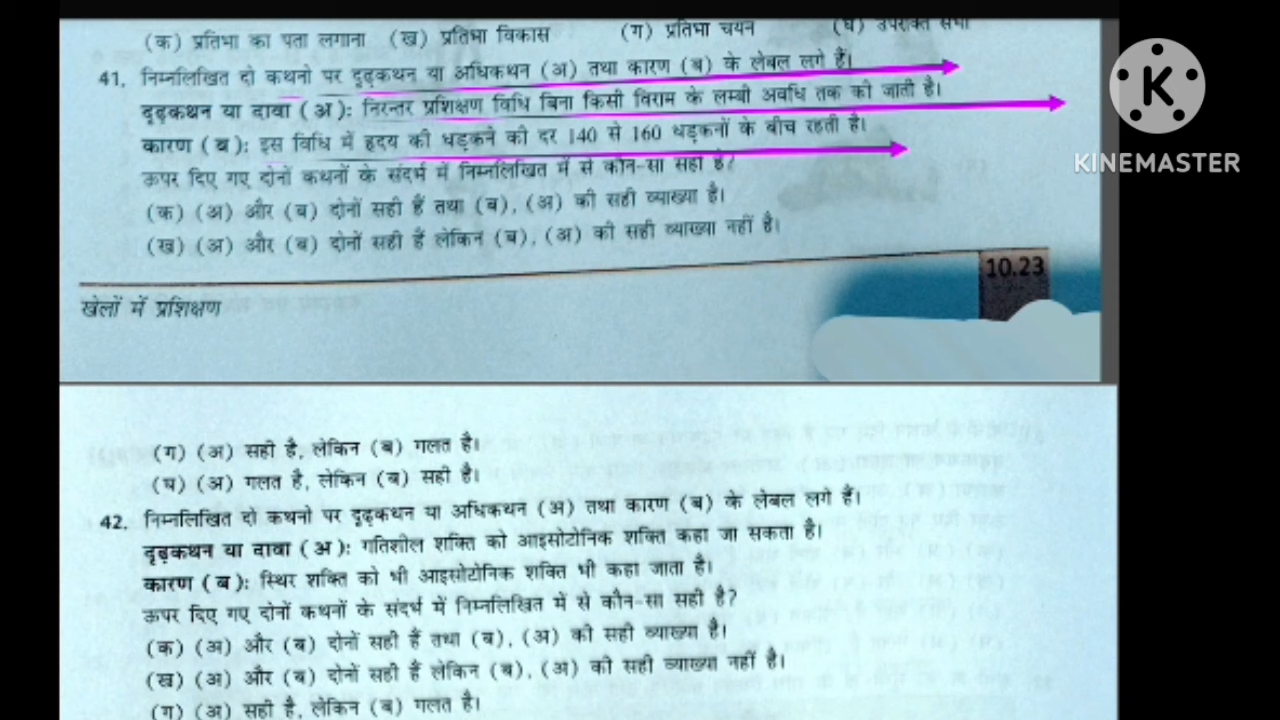 (क) प्रतिभा का पता लगाना (ख) प्रतिभा विकास (ग) प्रतिभा चयन (घ) उपरोक्त सभी
41. निम्नलिखित दो कथनो पर दृढ़कथन या अधिकथन (अ) तथा कारण (ब) के लेबल लगे हैं।
दृढ़कथन या दावा (अ): निरन्तर प्रशिक्षण विधि बिना किसी विराम के लम्बी अवधि तक की जाती है।
कारण (ब): इस विधि में हृदय की धड़कने की दर 140 से 160 धड़कनों के बीच रहती है।
ऊपर दिए गए दोनों कथनों के संदर्भ में निम्नलिखित में से कौन-सा सही है?
(क) (अ) और (ब) दोनों सही हैं तथा (ब), (अ) की सही व्याख्या है।
(ख) (अ) और (ब) दोनों सही हैं लेकिन (ब), (अ) की सही व्याख्या नहीं है।
खेलों में प्रशिक्षण
10.23
(ग) (अ) सही है, लेकिन (ब) गलत है।
(घ) (अ) गलत है, लेकिन (ब) सही है।
42. निम्नलिखित दो कथनो पर दृढ़कथन या अधिकथन (अ) तथा कारण (ब) के लेबल लगे हैं।
दृढ़कथन या दावा (अ): गतिशील शक्ति को आइसोटोनिक शक्ति कहा जा सकता है।
कारण (ब): स्थिर शक्ति को भी आइसोटोनिक शक्ति भी कहा जाता है।
ऊपर दिए गए दोनों कथनों के संदर्भ में निम्नलिखित में से कौन-सा सही है?
(क) (अ) और (ब) दोनों सही हैं तथा (ब), (अ) की सही व्याख्या है।
(ख) (अ) और (ब) दोनों सही हैं लेकिन (ब), (अ) की सही व्याख्या नहीं है।
(ग) (अ) सही है, लेकिन (ब) गलत है।
K
KINEMASTER